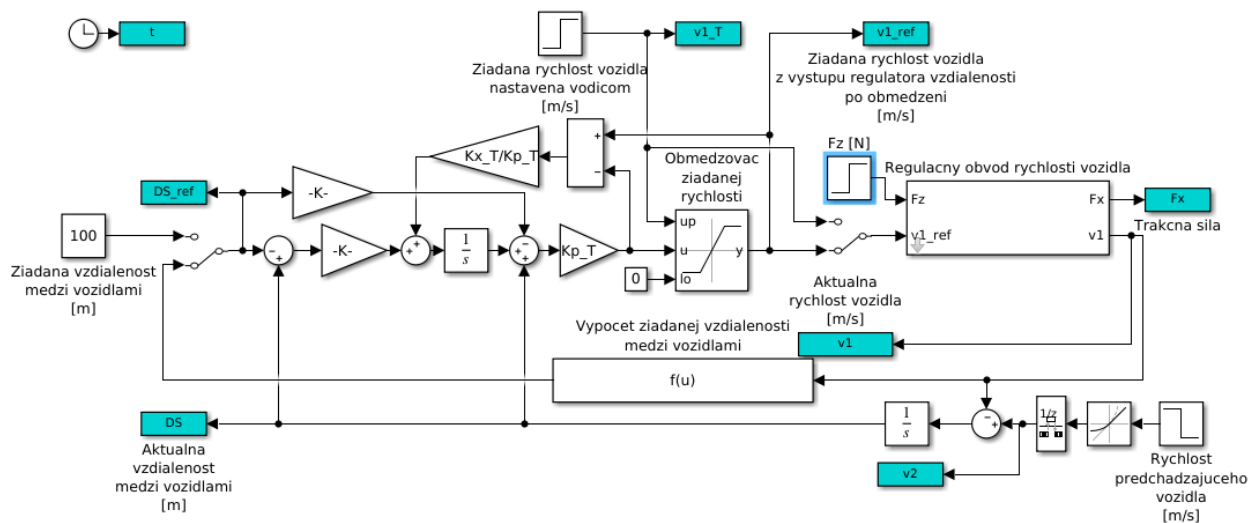 t
v1_T
v1_ref
Ziadana rychlost vozidla
nastavena vodicom
[m/s]
Ziadana rychlost vozidla
z vystupu regulatora vzdialenosti
po obmedzeni
[m/s]
Kx_T/Kp_T
+
−
Fz [N]
Obmedzovac
ziadanej
rychlosti
Regulacny obvod rychlosti vozidla
DS_ref
-K-
Fz
Fx
Fx
Trakcna sila
100
Ziadana vzdialenost
medzi vozidlami
[m]
−
+
-K-
+
+
1
s
−
+
+
Kp_T
up
u
lo
y
0
v1_ref
v1
Aktualna
rychlost vozidla
[m/s]
v1
Vypocet ziadanej vzdialenosti
medzi vozidlami
f(u)
DS
Aktualna
vzdialenost
medzi vozidlami
[m]
1
s
−
+
1/z
v2
Rychlost
predchadzajuceho
vozidla
[m/s]